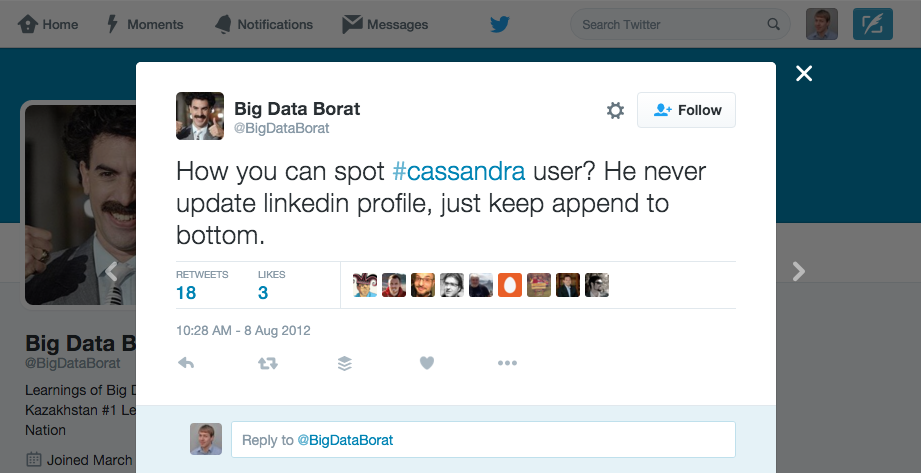 Home Moments Notifications Messages Search Twitter
Big Data Borat
@BigDataBorat
Follow
How you can spot #cassandra user? He never
update linkedin profile, just keep append to
bottom.
RETWEETS LIKES
18 3
10:28 AM - 8 Aug 2012
Reply to @BigDataBorat
Big Data B
@BigDataBorat
Learnings of Big D
Kazakhstan #1 Le
Nation
Joined March